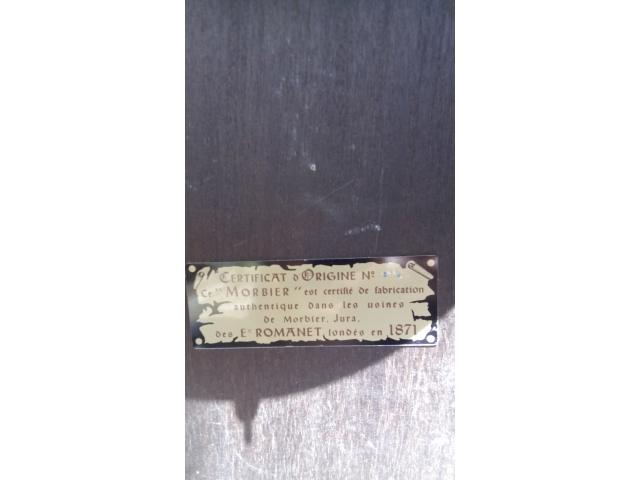 CERTIFICAT D'ORIGINE Nº
Ce "MORBIER" est certifié de fabrication
authentique dans les usines
de Morbier, Jura,
des Eᵗˢ ROMANET, fondés en 1871